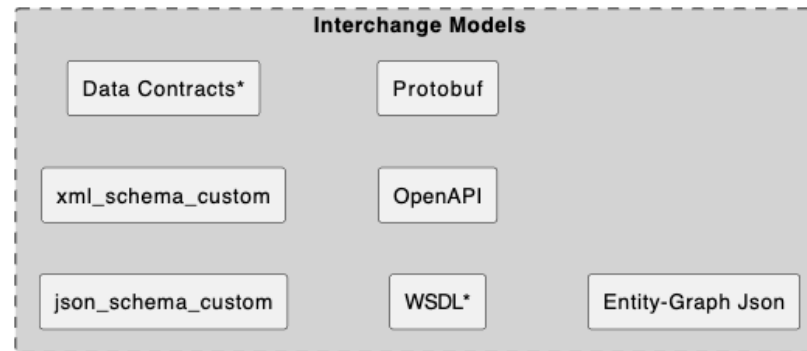 Interchange Models
Data Contracts*
Protobuf
xml_schema_custom
OpenAPI
json_schema_custom
WSDL*
Entity-Graph Json